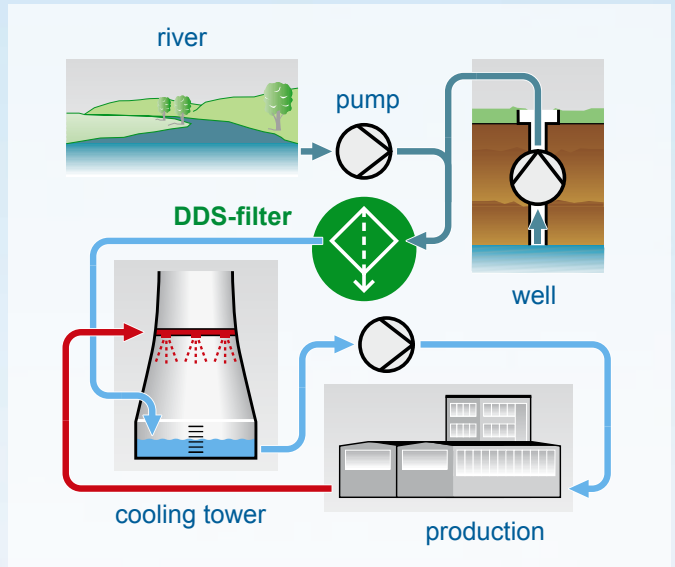 river
pump
DDS-filter
well
cooling tower
production